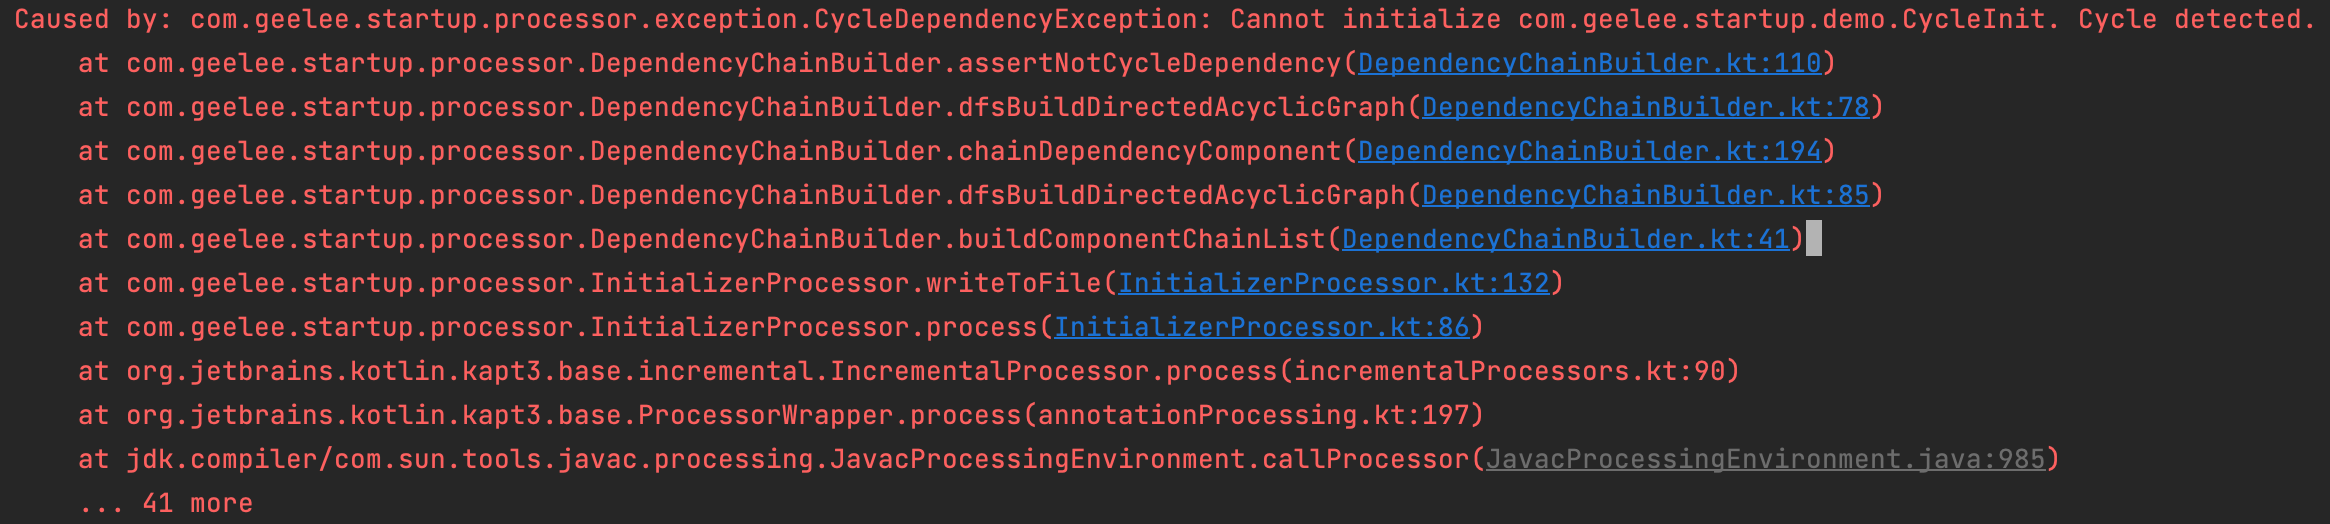 Caused by: com.geelee.startup.processor.exception.CycleDependencyException: Cannot initialize com.geelee.startup.demo.CycleInit. Cycle detected.
at com.geelee.startup.processor.DependencyChainBuilder.assertNotCycleDependency(DependencyChainBuilder.kt:110)
at com.geelee.startup.processor.DependencyChainBuilder.dfsBuildDirectedAcyclicGraph(DependencyChainBuilder.kt:78)
at com.geelee.startup.processor.DependencyChainBuilder.chainDependencyComponent(DependencyChainBuilder.kt:194)
at com.geelee.startup.processor.DependencyChainBuilder.dfsBuildDirectedAcyclicGraph(DependencyChainBuilder.kt:85)
at com.geelee.startup.processor.DependencyChainBuilder.buildComponentChainList(DependencyChainBuilder.kt:41)
at com.geelee.startup.processor.InitializerProcessor.writeToFile(InitializerProcessor.kt:132)
at com.geelee.startup.processor.InitializerProcessor.process(InitializerProcessor.kt:86)
at org.jetbrains.kotlin.kapt3.base.incremental.IncrementalProcessor.process(incrementalProcessors.kt:90)
at org.jetbrains.kotlin.kapt3.base.ProcessorWrapper.process(annotationProcessing.kt:197)
at jdk.compiler/com.sun.tools.javac.processing.JavacProcessingEnvironment.callProcessor(JavacProcessingEnvironment.java:985)
... 41 more